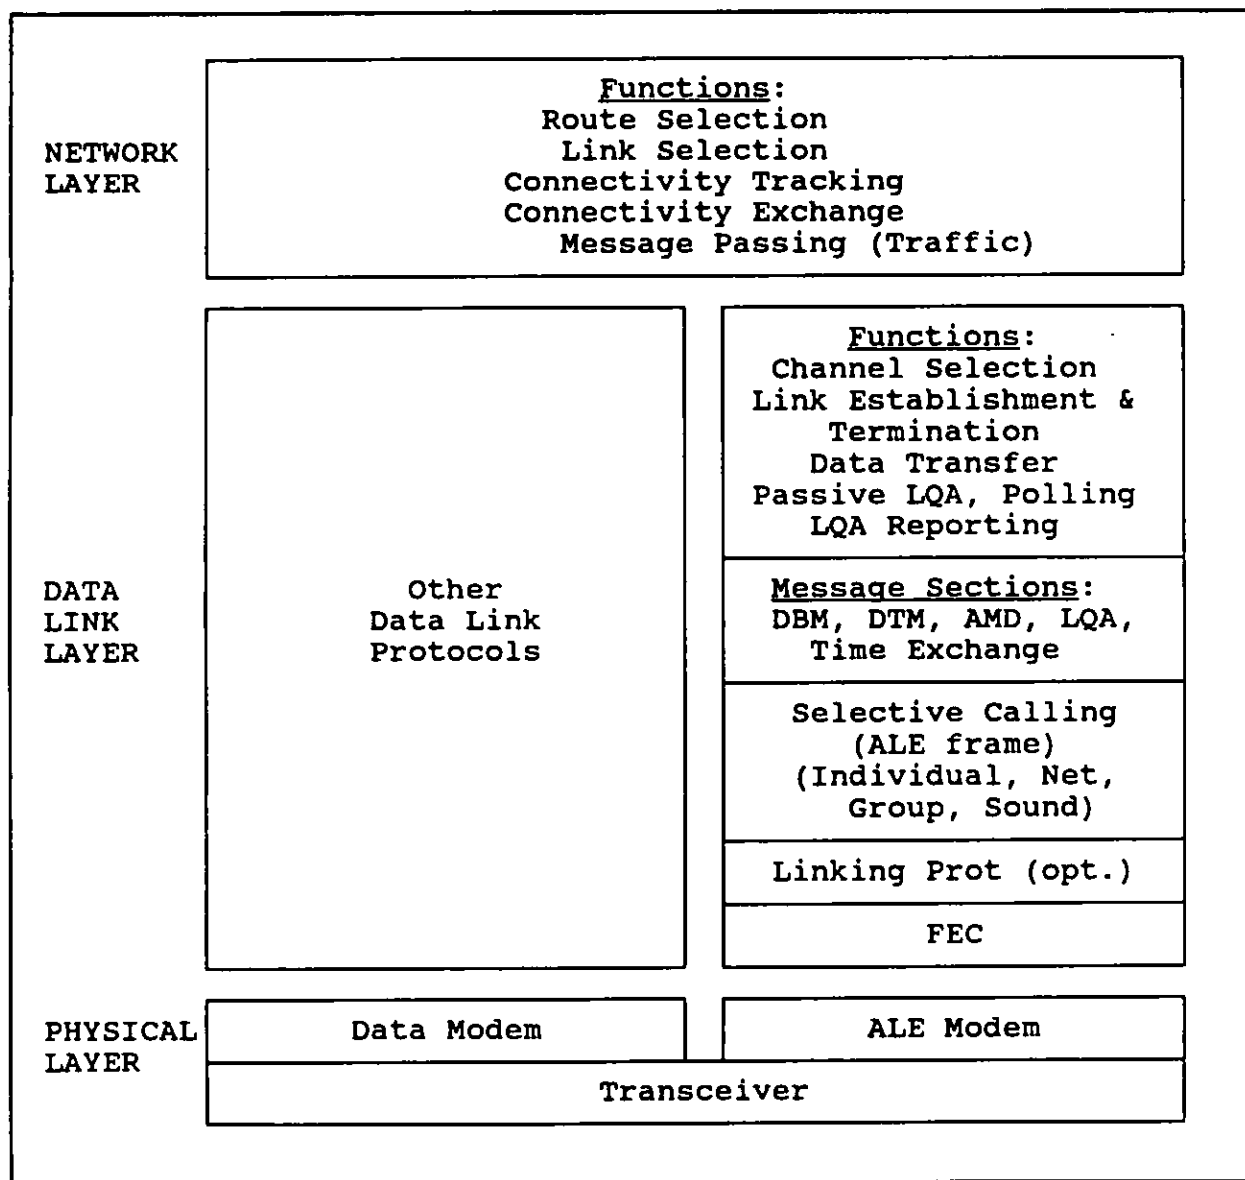 NETWORK
LAYER
Functions:
Route Selection
Link Selection
Connectivity Tracking
Connectivity Exchange
Message Passing (Traffic)
DATA
LINK
LAYER
Other
Data Link
Protocols
Functions:
Channel Selection
Link Establishment &
Termination
Data Transfer
Passive LQA, Polling
LQA Reporting
Message Sections:
DBM, DTM, AMD, LQA,
Time Exchange
Selective Calling
(ALE frame)
(Individual, Net,
Group, Sound)
Linking Prot (opt.)
FEC
PHYSICAL
LAYER
Data Modem
ALE Modem
Transceiver